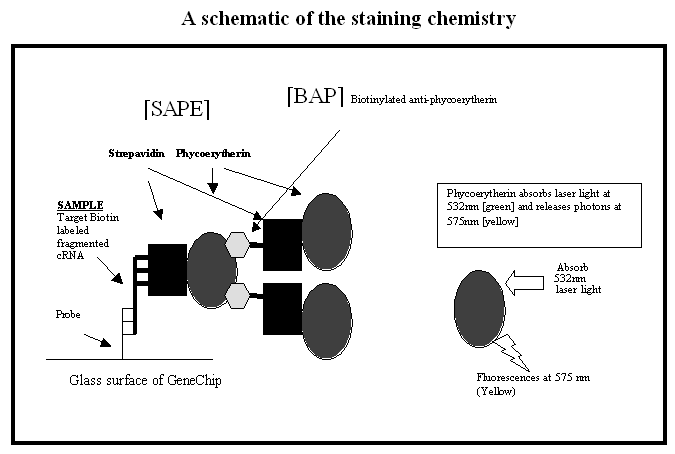 A schematic of the staining chemistry
[SAPE]
[BAP] Biotinylated anti-phycoerytherin
Strepavidin Phycoerytherin
SAMPLE
Target Biotin
labeled
fragmented
cRNA
Probe
Glass surface of GeneChip
Phycoerytherin absorbs laser light at
532nm [green] and releases photons at
575nm [yellow]
Absorb
532nm
laser light
Fluorescences at 575 nm
(Yellow)